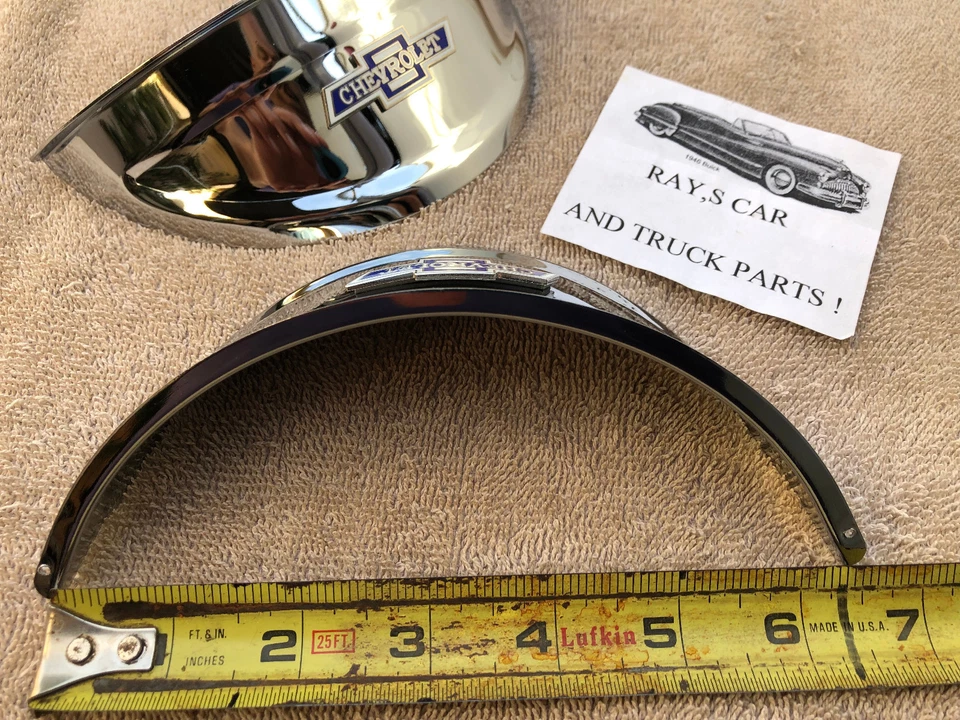 CHEVROLET
1946 Buick
RAY,S CAR
AND TRUCK PARTS !
FT. & IN.
INCHES
2
25FT.
3
4
Lufkin
5
6
MADE IN U.S.A.
7